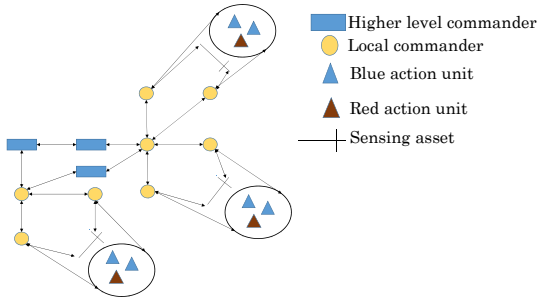 Higher level commander
Local commander
Blue action unit
Red action unit
Sensing asset